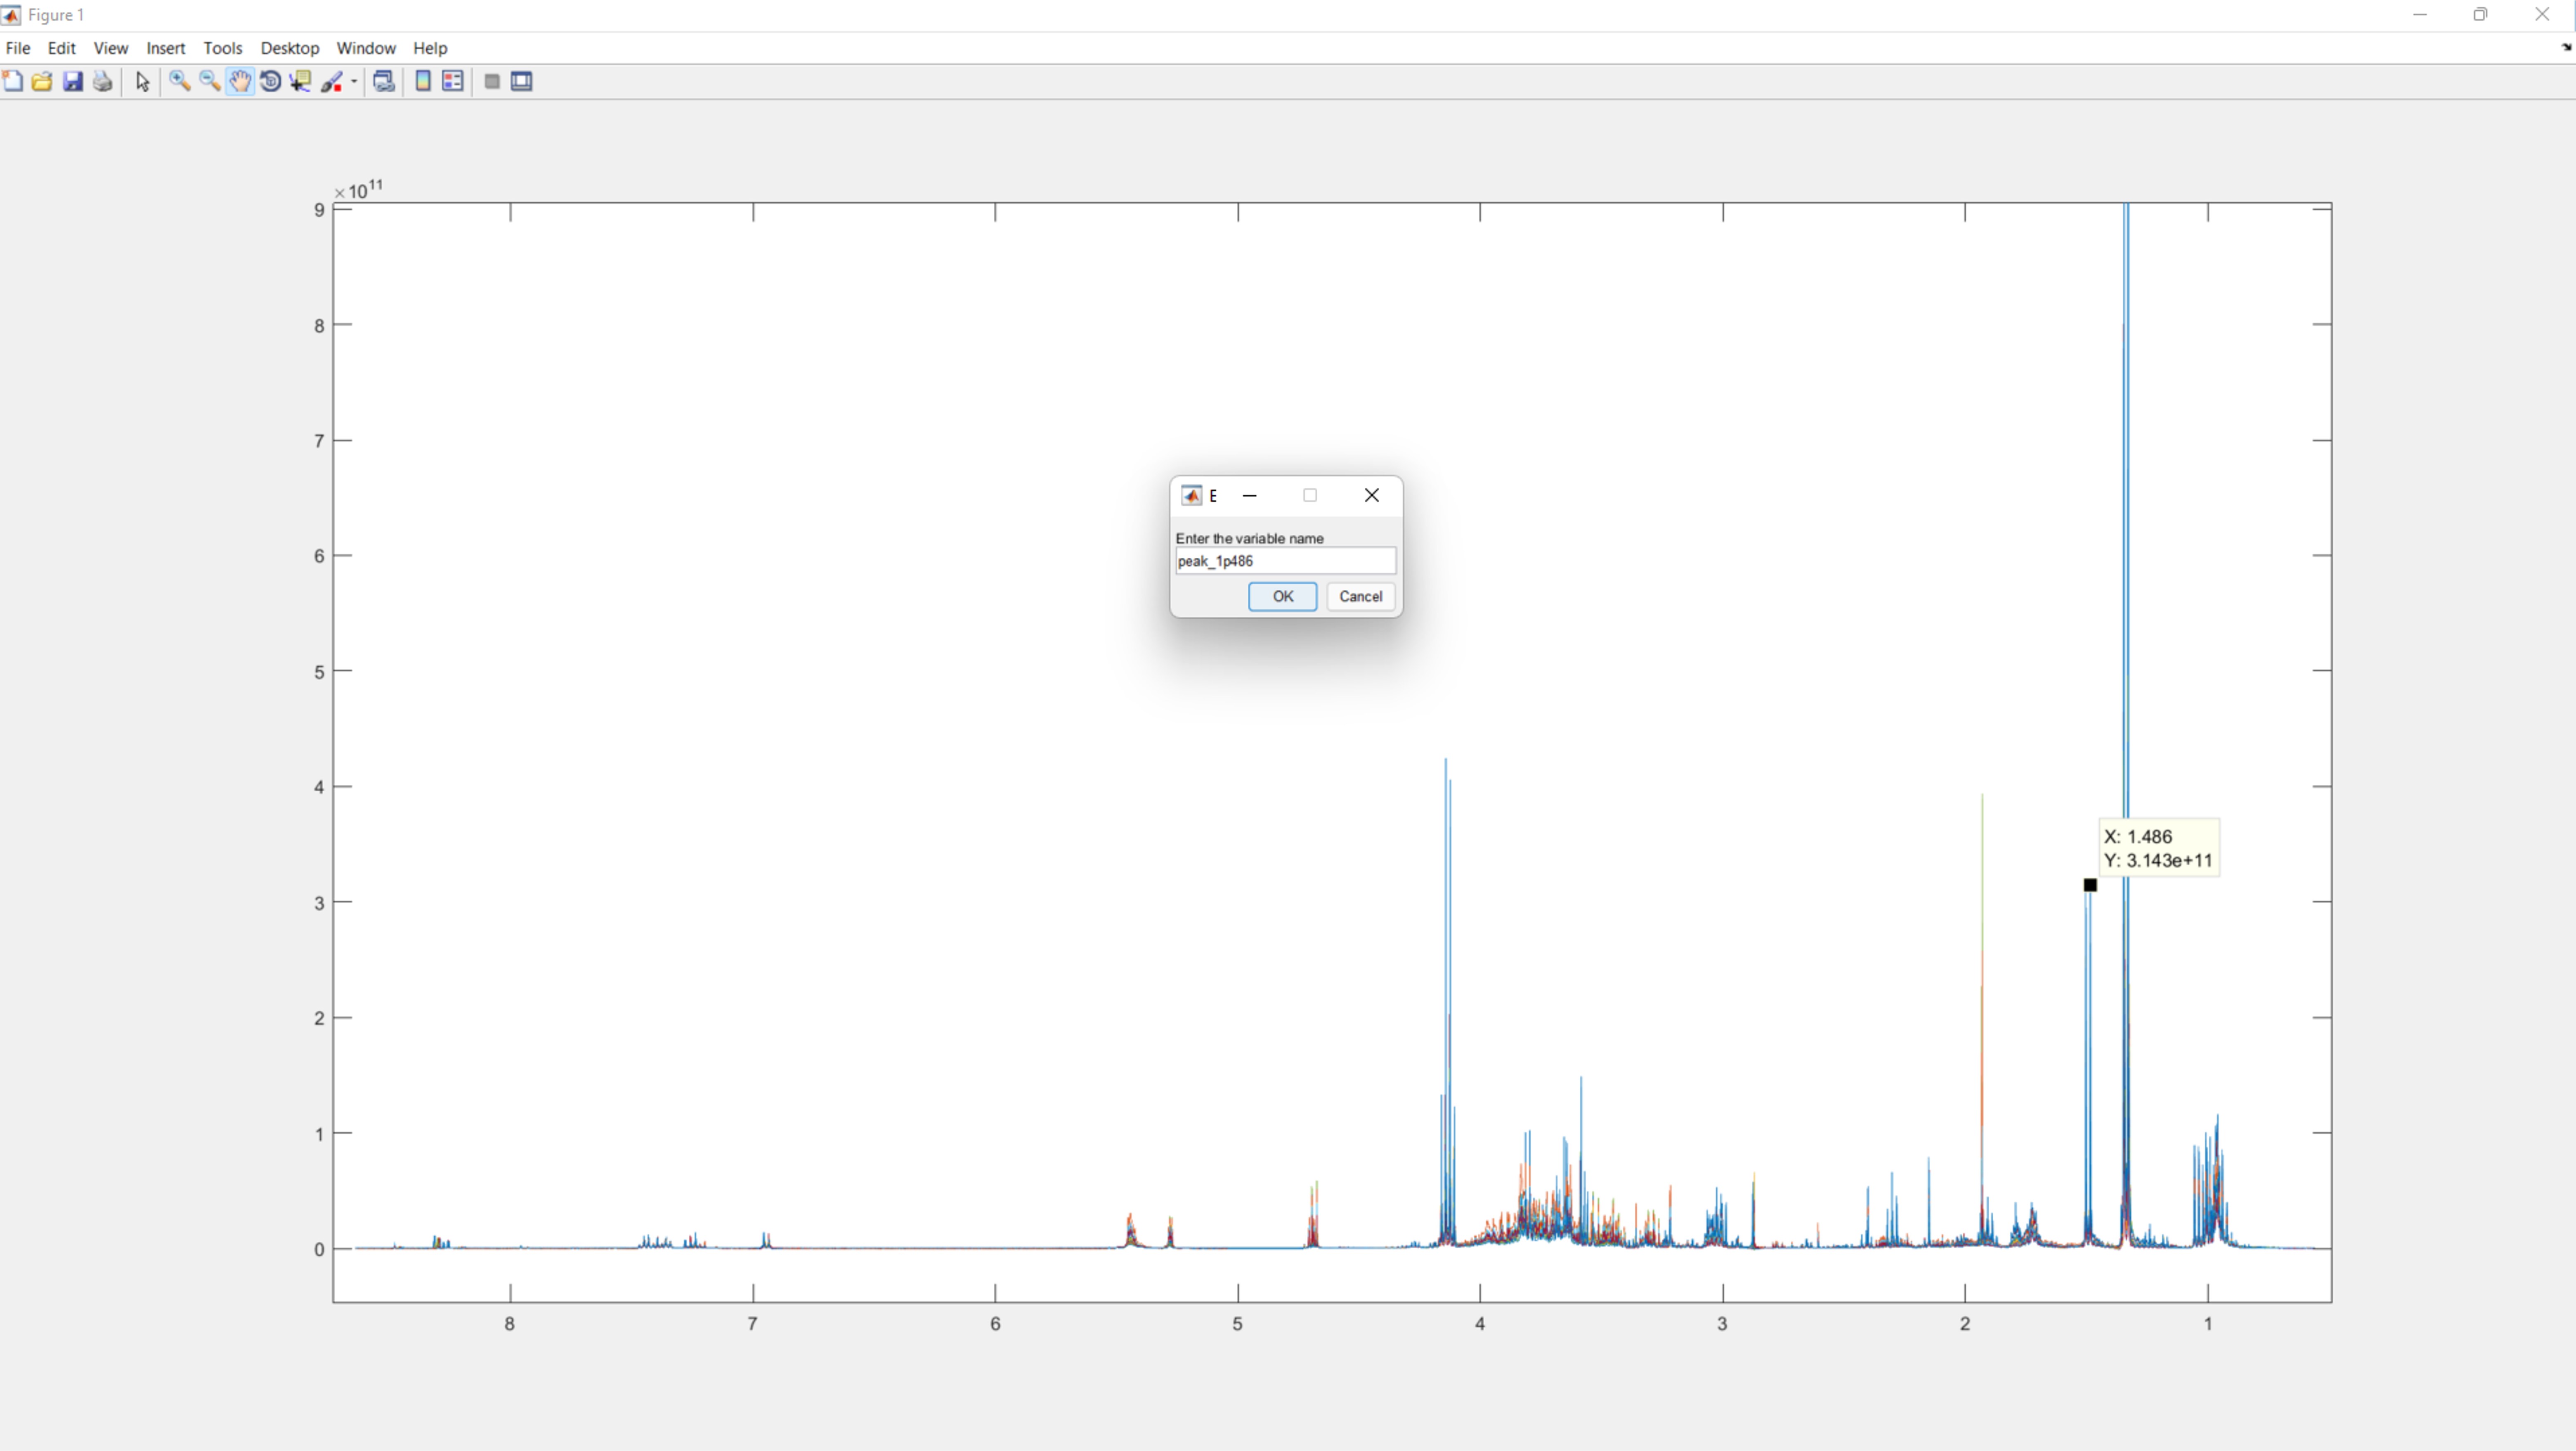 Figure 1
File Edit View Insert Tools Desktop Window Help
×10^11
9
8
7
6
5
4
3
2
1
0
E
Enter the variable name
peak_1p486
OK Cancel
X: 1.486
Y: 3.143e+11
8 7 6 5 4 3 2 1